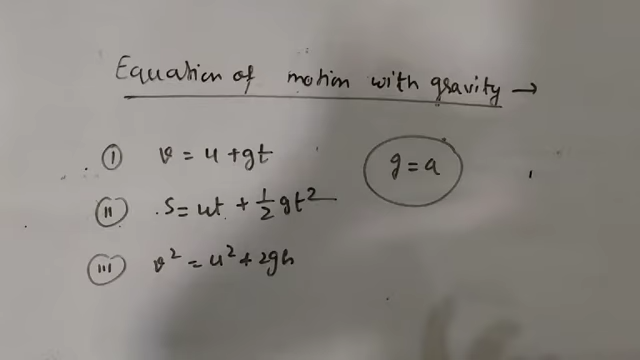 Equation of motion with gravity →
(i) v = u + gt
g = a
(ii) S = ut + 1/2 gt²
(iii) v² = u² + 2gh